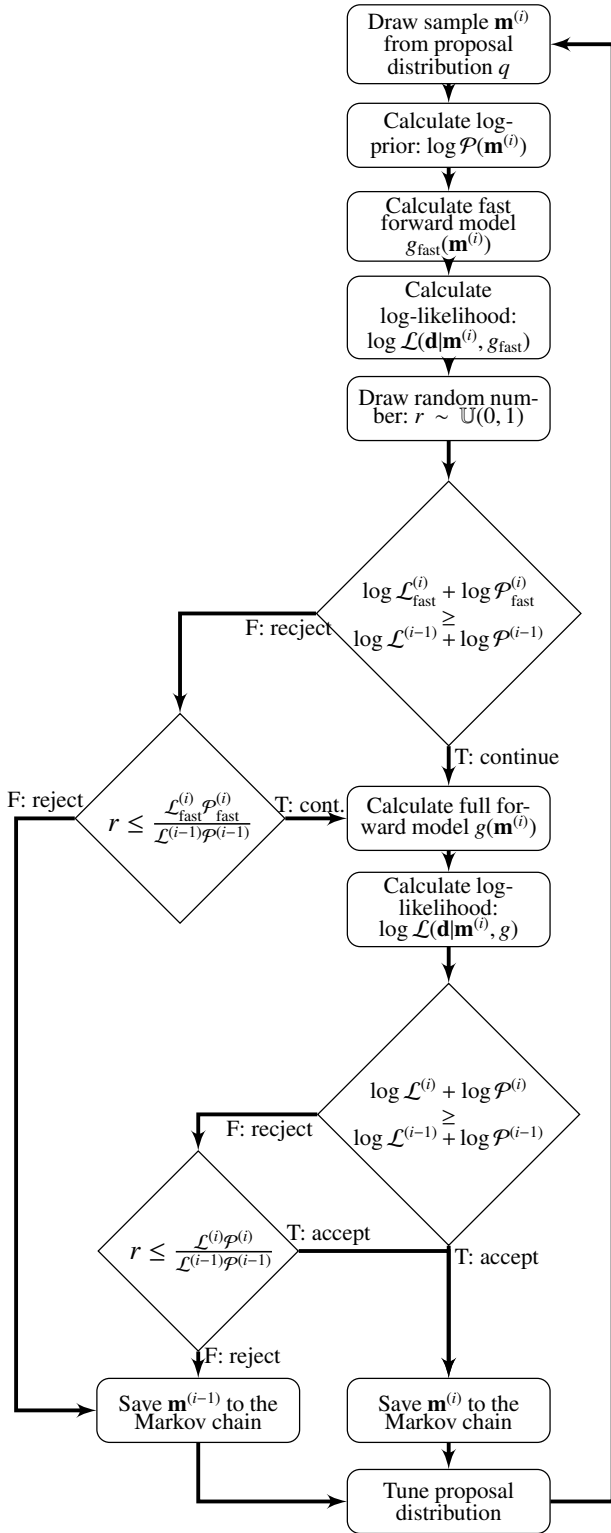 Draw sample m^(i)
from proposal
distribution q
Calculate log-
prior: log 𝒫(m^(i))
Calculate fast
forward model
g_fast(m^(i))
Calculate
log-likelihood:
log ℒ(d|m^(i), g_fast)
Draw random num-
ber: r ∼ 𝕌(0, 1)
log ℒ_fast^(i) + log 𝒫_fast^(i)
≥
log ℒ^(i−1) + log 𝒫^(i−1)
F: recject
T: continue
F: reject
r ≤ ℒ_fast^(i) 𝒫_fast^(i) / ℒ^(i−1) 𝒫^(i−1)
T: cont.
Calculate full for-
ward model g(m^(i))
Calculate log-
likelihood:
log ℒ(d|m^(i), g)
log ℒ^(i) + log 𝒫^(i)
≥
log ℒ^(i−1) + log 𝒫^(i−1)
F: recject
T: accept
r ≤ ℒ^(i) 𝒫^(i) / ℒ^(i−1) 𝒫^(i−1)
T: accept
F: reject
Save m^(i−1) to the
Markov chain
Save m^(i) to the
Markov chain
Tune proposal
distribution